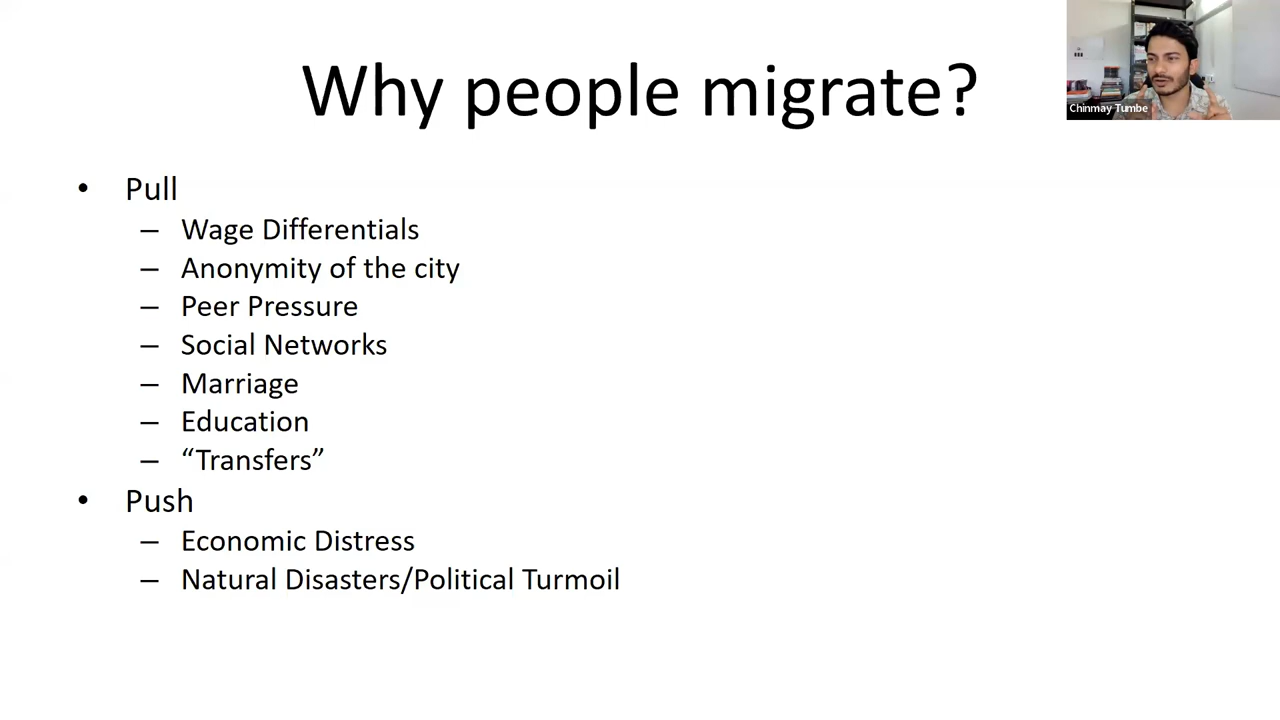 Why people migrate?
Chinmay Tumbe
• Pull
– Wage Differentials
– Anonymity of the city
– Peer Pressure
– Social Networks
– Marriage
– Education
– “Transfers”
• Push
– Economic Distress
– Natural Disasters/Political Turmoil